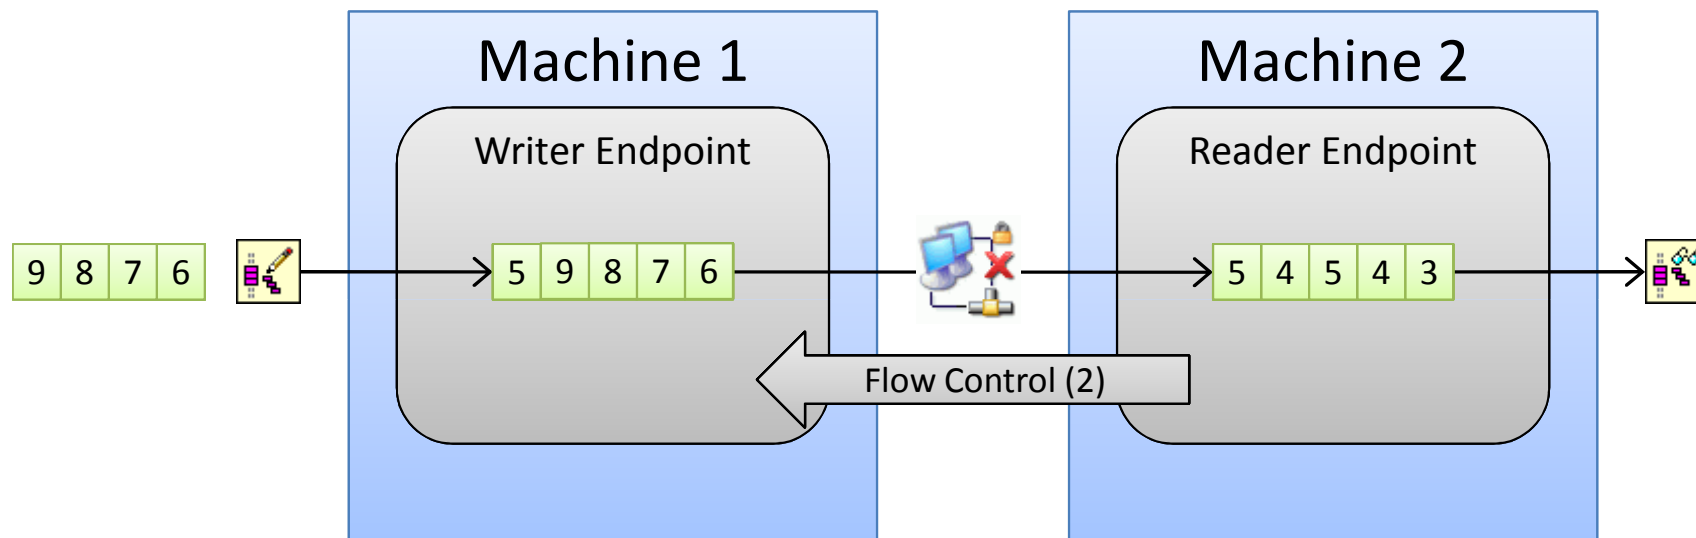 Machine 1
Machine 2
Writer Endpoint
Reader Endpoint
9 8 7 6
5 9 8 7 6
5 4 5 4 3
Flow Control (2)